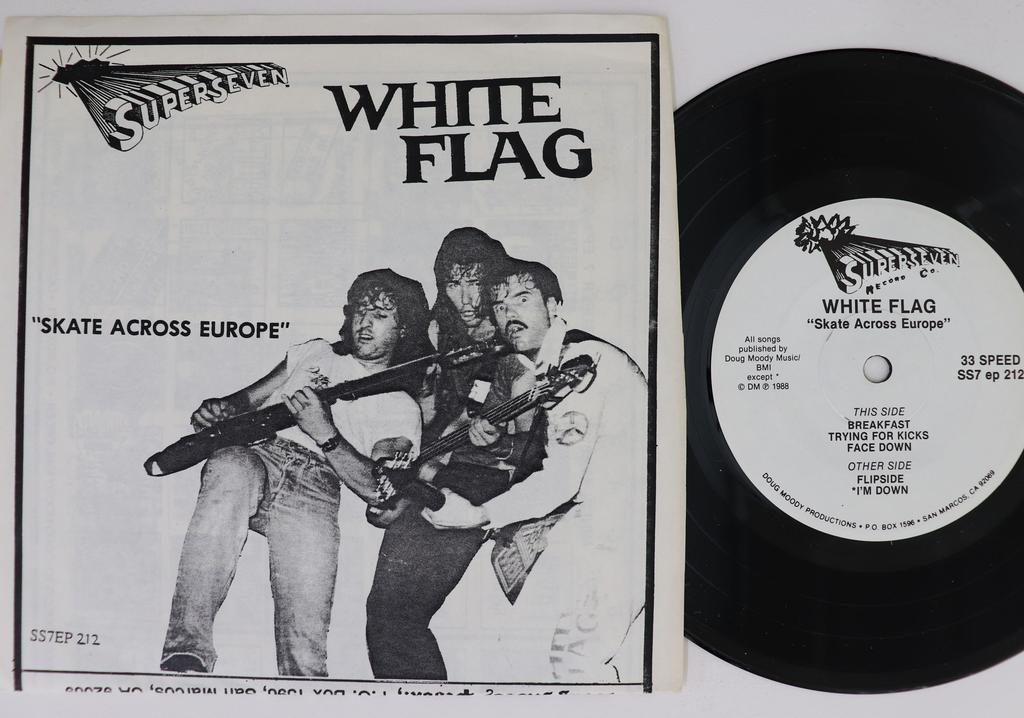 SUPERSEVEN
WHITE
FLAG
"SKATE ACROSS EUROPE"
SS7EP 212
SUPERSEVEN
RECORD CO.
WHITE FLAG
"Skate Across Europe"
All songs
published by
Doug Moody Music/
BMI
except *
© DM ℗ 1988
33 SPEED
SS7 ep 212
THIS SIDE
BREAKFAST
TRYING FOR KICKS
FACE DOWN
OTHER SIDE
FLIPSIDE
*I'M DOWN
DOUG MOODY PRODUCTIONS • P.O. BOX 1596 • SAN MARCOS, CA 92069